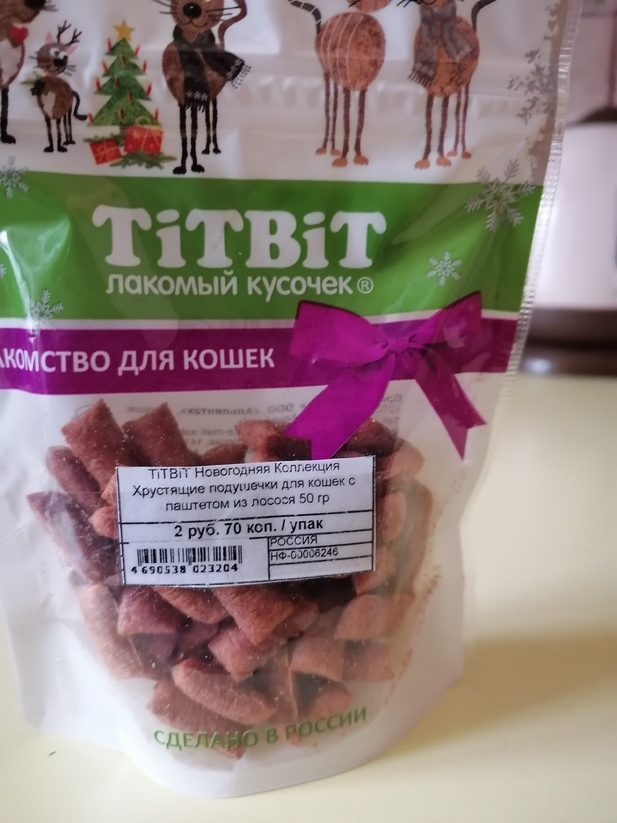 TiTBiT
лакомый кусочек®
КОМСТВО ДЛЯ КОШЕК
TiTBiT Новогодняя Коллекция
Хрустящие подушечки для кошек с
паштетом из лосося 50 гр
2 руб. 70 коп. / упак
РОССИЯ
НФ-00006246
4 690538 023204
СДЕЛАНО В РОССИИ